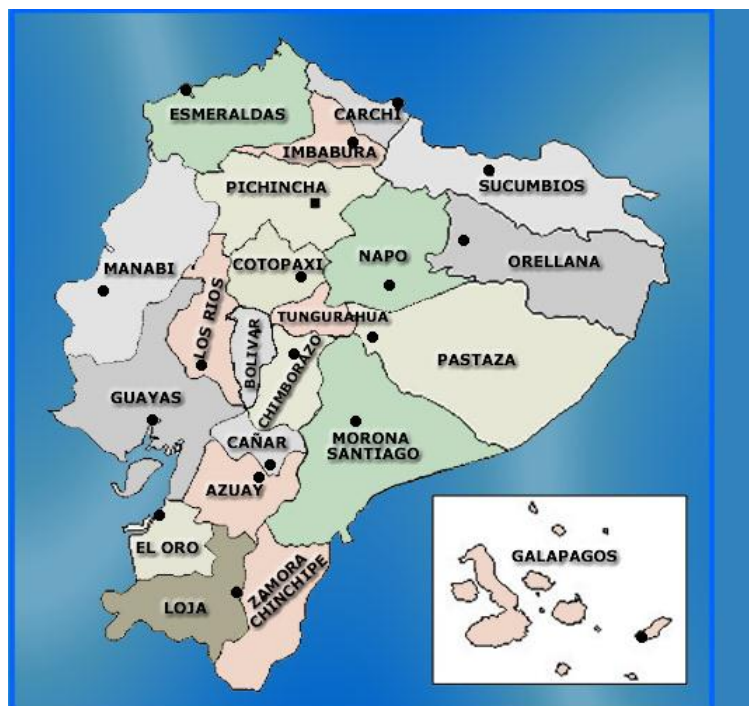 ESMERALDAS
CARCHI
IMBABURA
PICHINCHA
SUCUMBIOS
MANABI
COTOPAXI
NAPO
ORELLANA
LOS RIOS
TUNGURAHUA
BOLIVAR
CHIMBORAZO
PASTAZA
GUAYAS
CAÑAR
MORONA
SANTIAGO
AZUAY
EL ORO
GALAPAGOS
LOJA
ZAMORA
CHINCHIPE